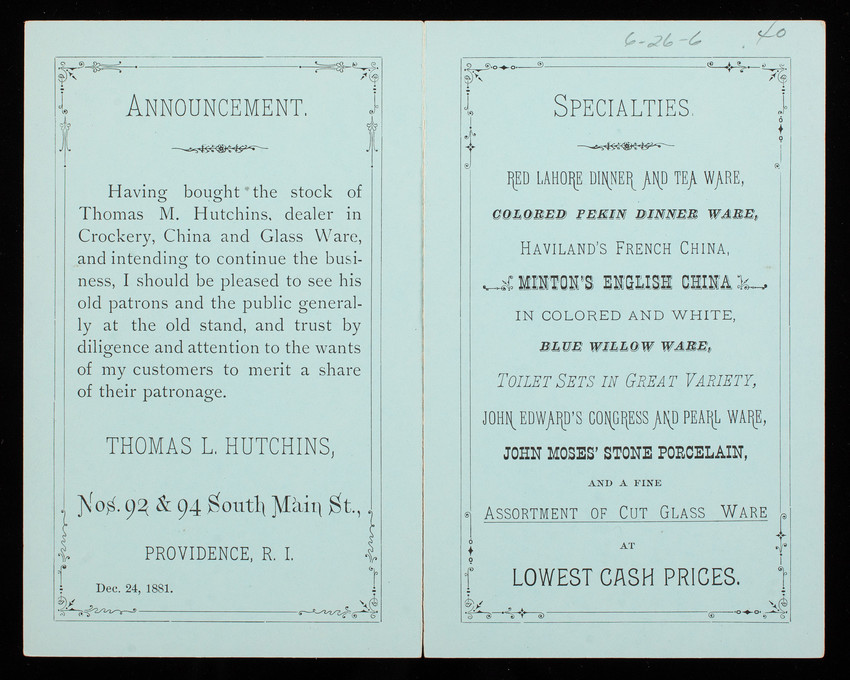 ANNOUNCEMENT.
Having bought the stock of
Thomas M. Hutchins, dealer in
Crockery, China and Glass Ware,
and intending to continue the busi-
ness, I should be pleased to see his
old patrons and the public general-
ly at the old stand, and trust by
diligence and attention to the wants
of my customers to merit a share
of their patronage.
THOMAS L. HUTCHINS,
Nos. 92 & 94 South Main St.,
PROVIDENCE, R. I.
Dec. 24, 1881.
6-26-6 .40
SPECIALTIES.
RED LAHORE DINNER AND TEA WARE,
COLORED PEKIN DINNER WARE,
HAVILAND'S FRENCH CHINA,
MINTON'S ENGLISH CHINA
IN COLORED AND WHITE,
BLUE WILLOW WARE,
TOILET SETS IN GREAT VARIETY,
JOHN EDWARD'S CONGRESS AND PEARL WARE,
JOHN MOSES' STONE PORCELAIN,
AND A FINE
ASSORTMENT OF CUT GLASS WARE
AT
LOWEST CASH PRICES.